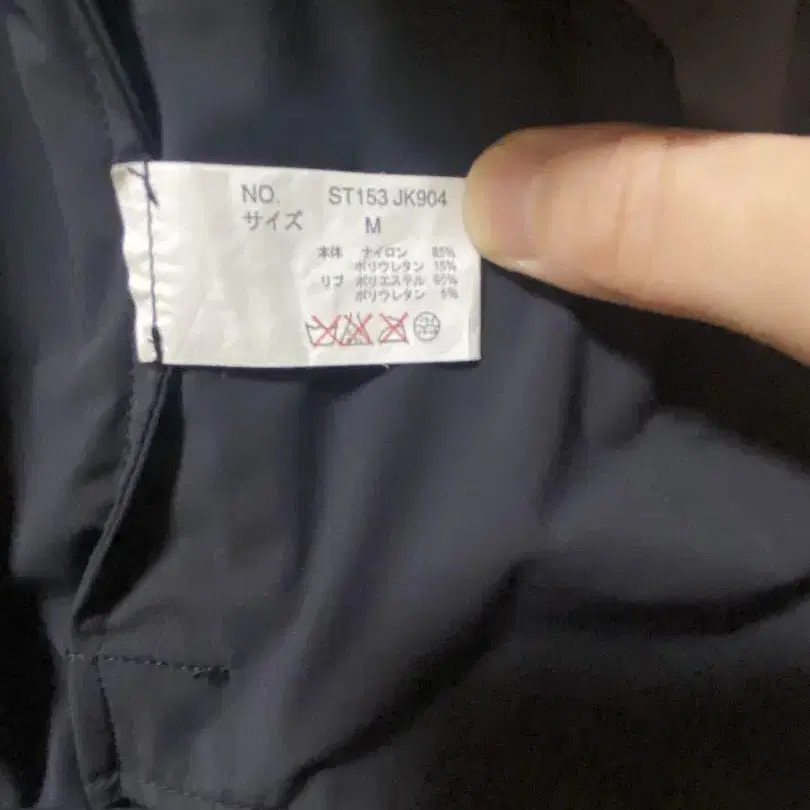 NO. ST153 JK904
サイズ M
本体 ナイロン 85%
ポリウレタン 15%
リブ ポリエステル
ポリウレタン 5%